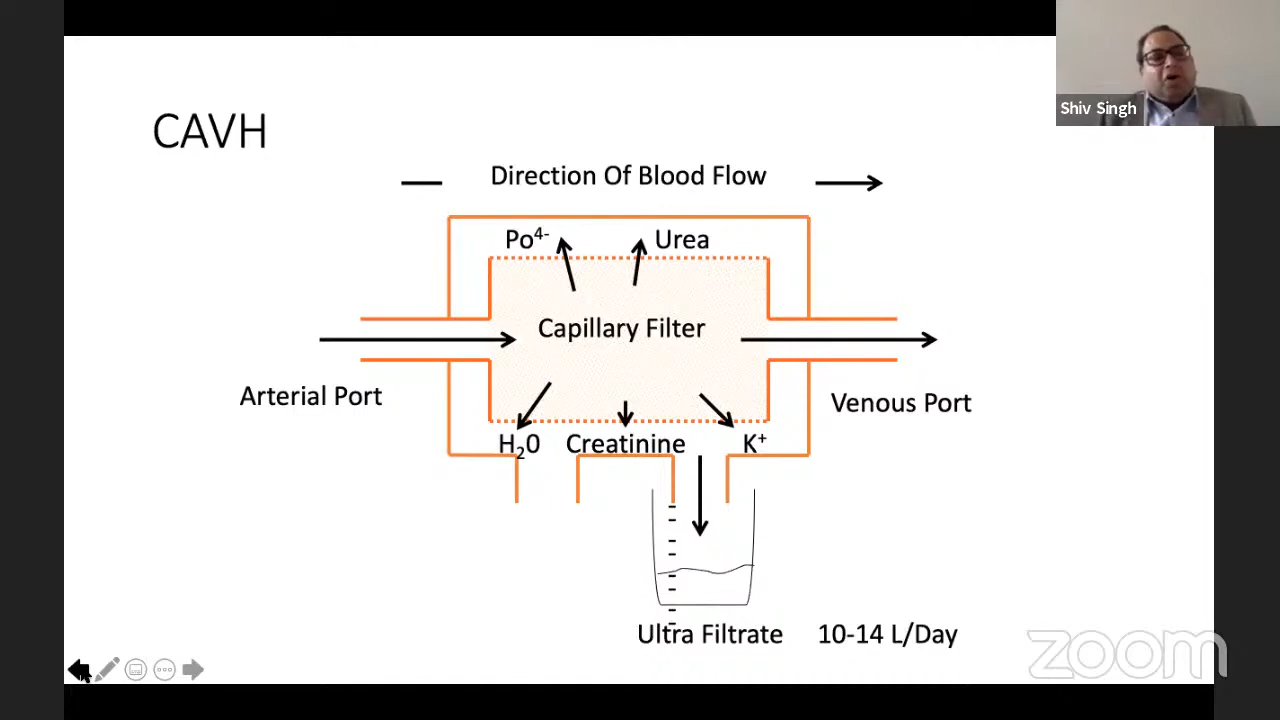 Shiv Singh
CAVH
Direction Of Blood Flow
Po⁴⁻ Urea
Capillary Filter
Arterial Port
Venous Port
H₂0 Creatinine K⁺
Ultra Filtrate 10-14 L/Day
zoom